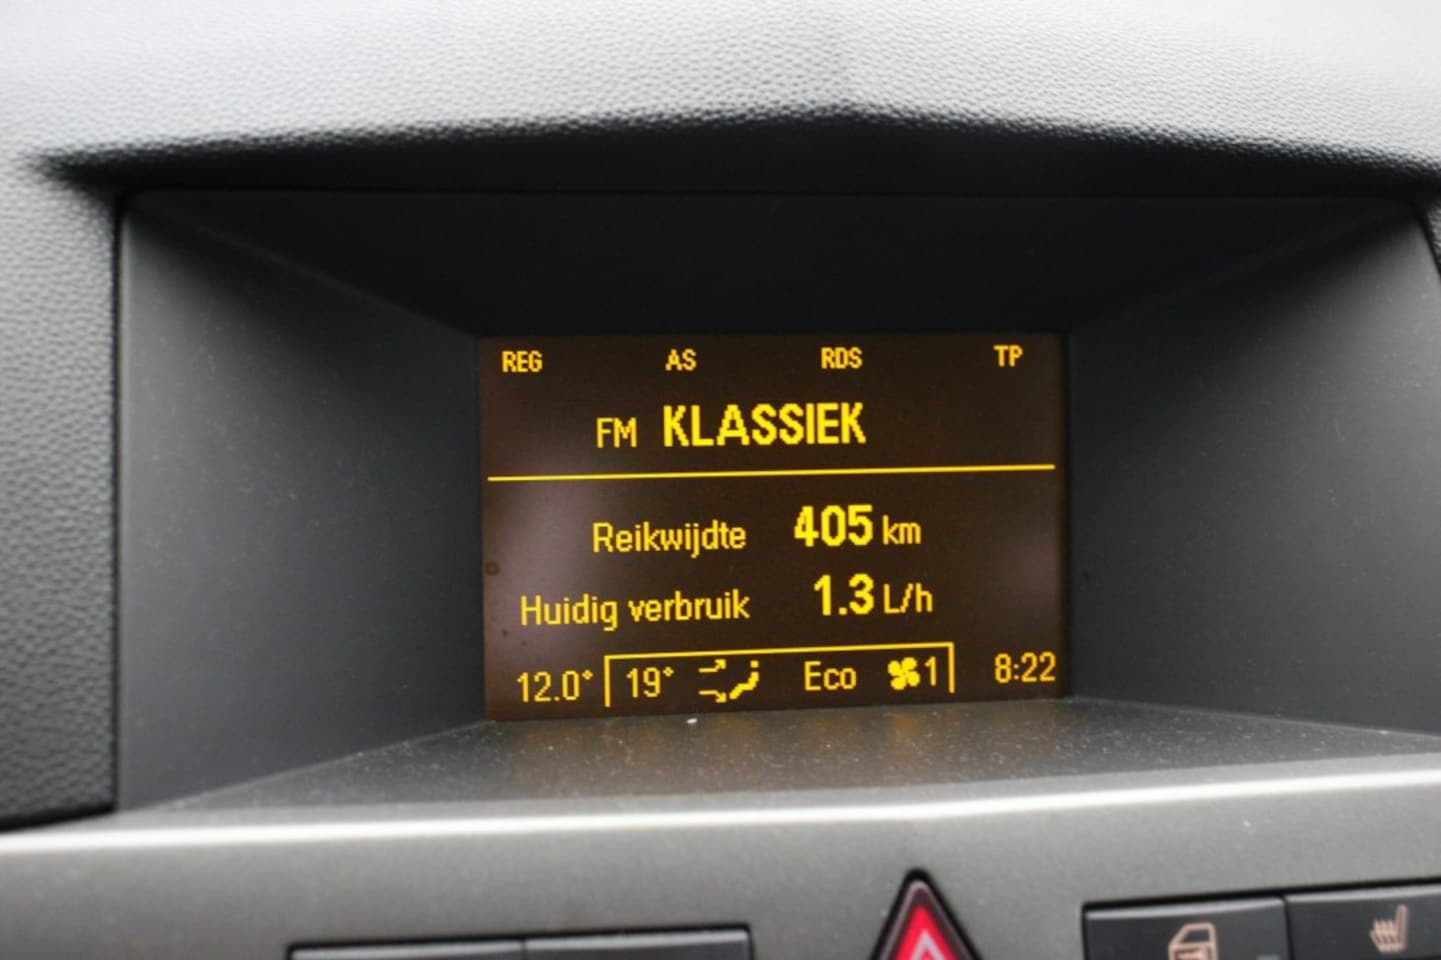 REG AS RDS TP
FM KLASSIEK
Reikwijdte 405 km
Huidig verbruik 1.3 L/h
12.0° 19° Eco 1 8:22